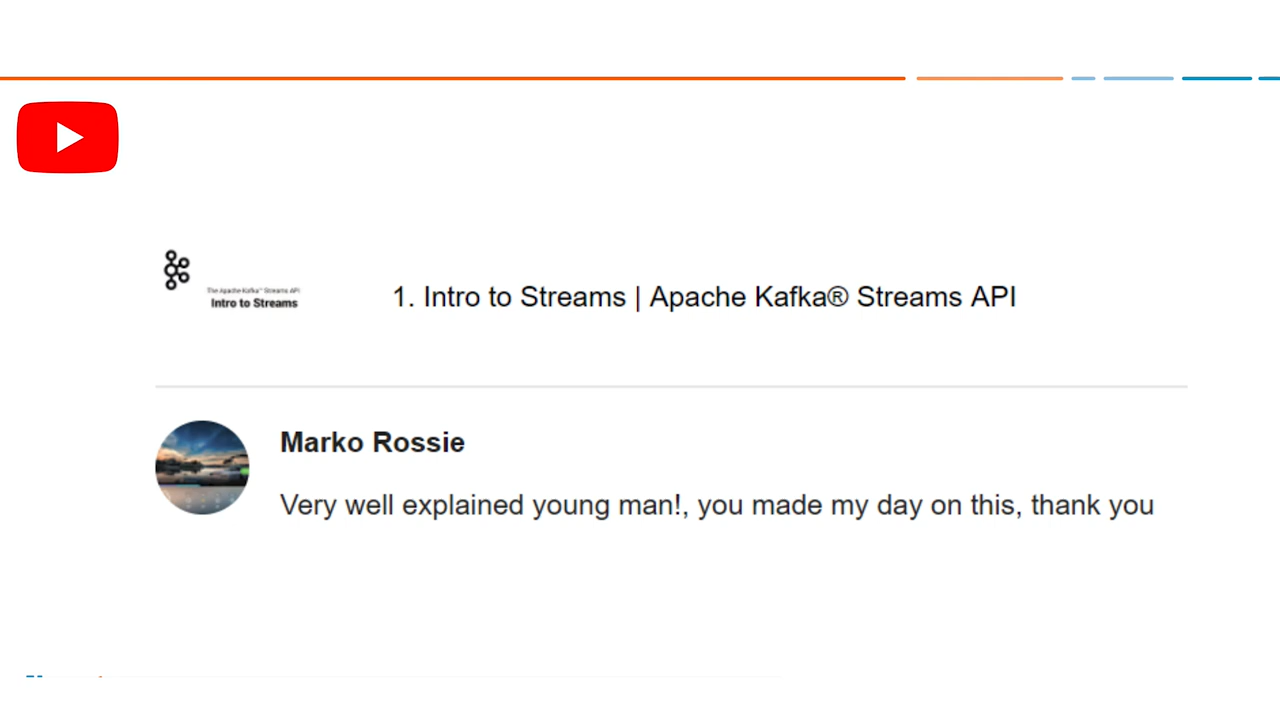 The Apache Kafka™ Streams API
Intro to Streams
1. Intro to Streams | Apache Kafka® Streams API
Marko Rossie
Very well explained young man!, you made my day on this, thank you